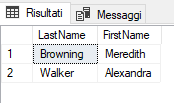 Risultati Messaggi
LastName FirstName
1 Browning Meredith
2 Walker Alexandra